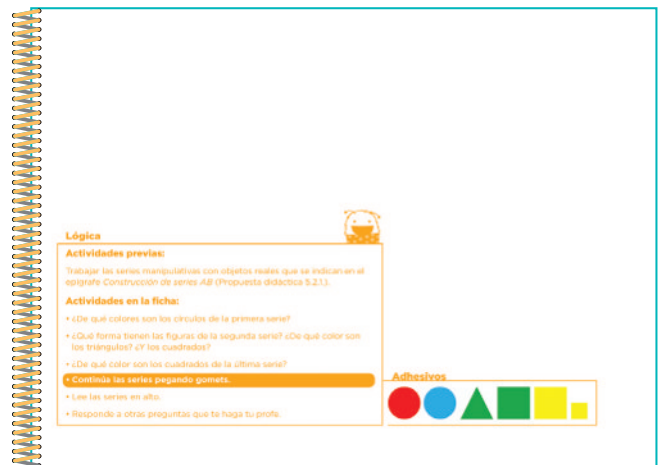 Lógica
Actividades previas:
Trabajar las series manipulativas con objetos reales que se indican en el
epígrafe Construcción de series AB (Propuesta didáctica 5.2.1.).
Actividades en la ficha:
• ¿De qué colores son los círculos de la primera serie?
• ¿Qué forma tienen las figuras de la segunda serie? ¿De qué color son
los triángulos? ¿Y los cuadrados?
• ¿De qué color son los cuadrados de la última serie?
• Continúa las series pegando gomets.
• Lee las series en alto.
• Responde a otras preguntas que te haga tu profe.
Adhesivos